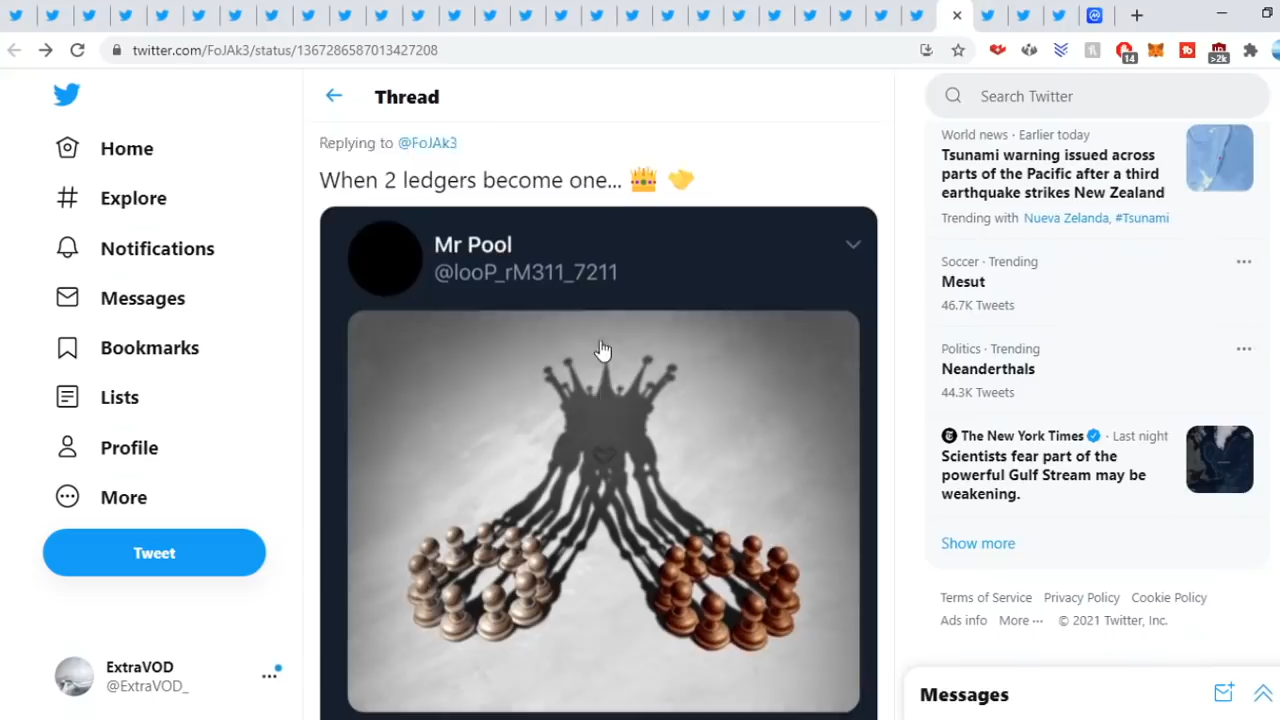 twitter.com/FoJAk3/status/1367286587013427208
14
>2k
Home
Explore
Notifications
Messages
Bookmarks
Lists
Profile
More
Tweet
ExtraVOD
@ExtraVOD_
Thread
Replying to @FoJAk3
When 2 ledgers become one... 👑 🤝
Mr Pool
@looP_rM311_7211
Search Twitter
World news · Earlier today
Tsunami warning issued across
parts of the Pacific after a third
earthquake strikes New Zealand
Trending with Nueva Zelanda, #Tsunami
Soccer · Trending
Mesut
46.7K Tweets
Politics · Trending
Neanderthals
44.3K Tweets
The New York Times · Last night
Scientists fear part of the
powerful Gulf Stream may be
weakening.
Show more
Terms of Service Privacy Policy Cookie Policy
Ads info More ··· © 2021 Twitter, Inc.
Messages